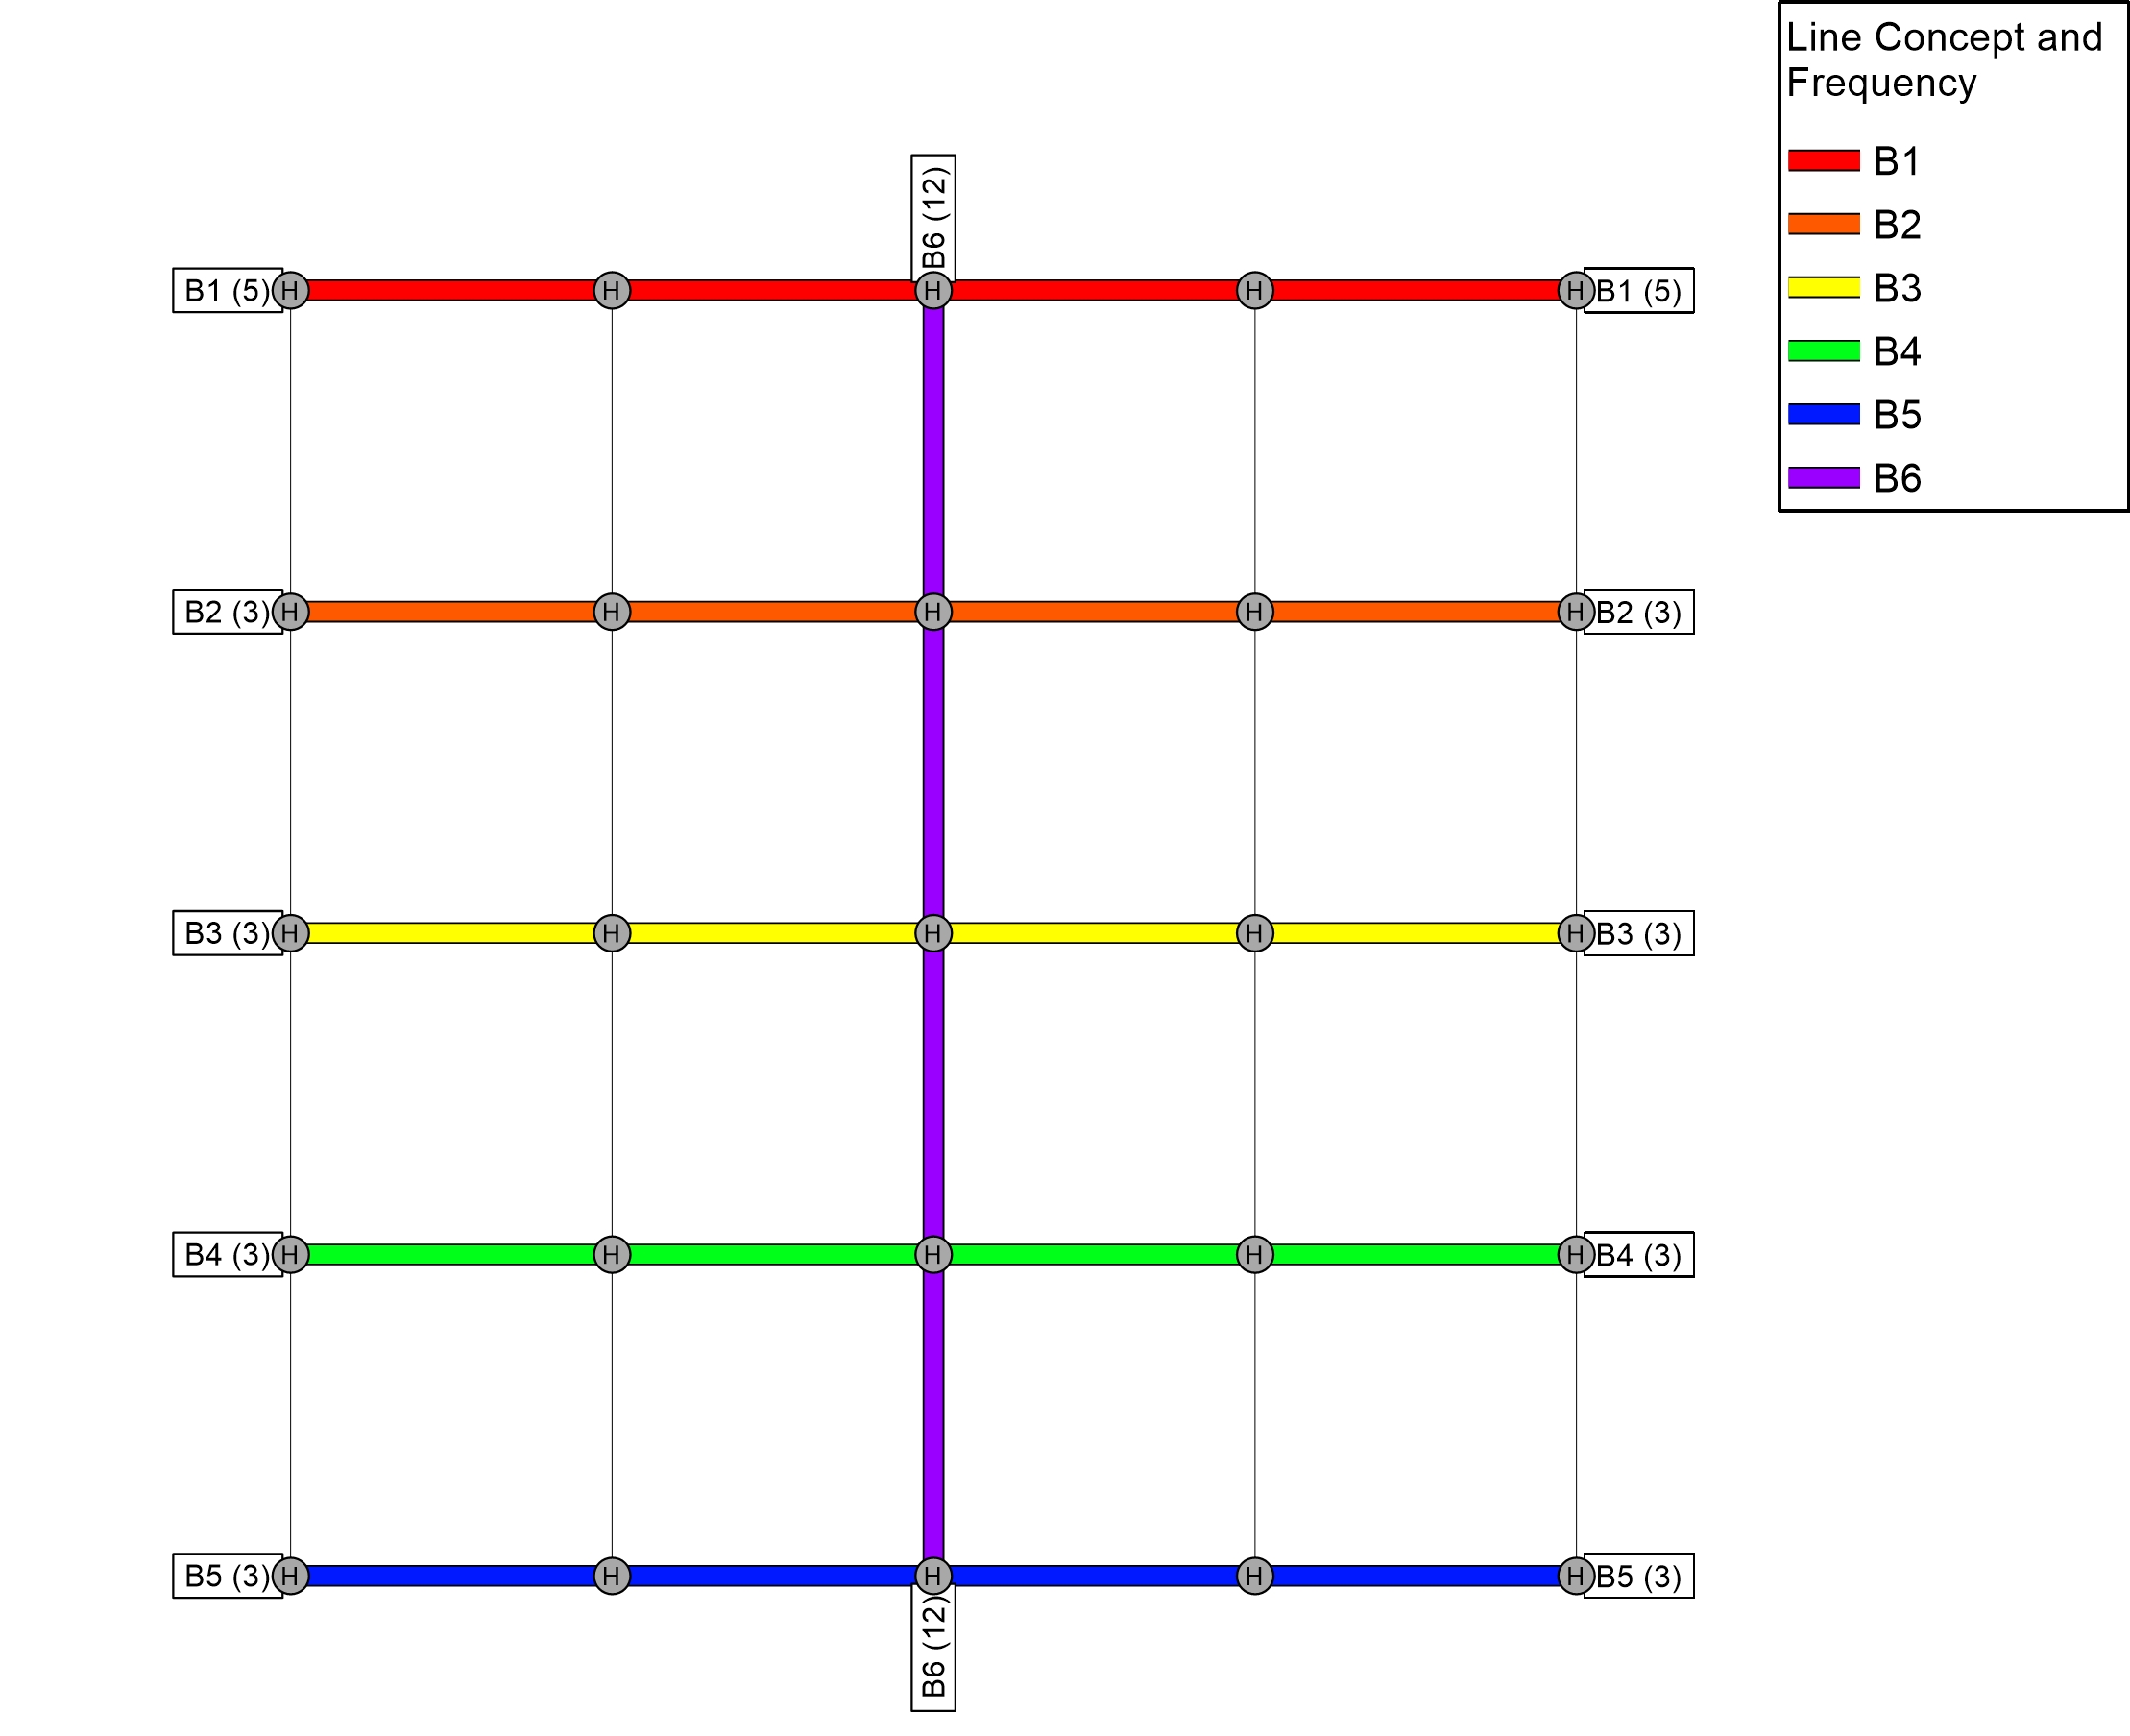 Line Concept and
Frequency
B1
B2
B3
B4
B5
B6
B6 (12)
B1 (5) H H H H H B1 (5)
B2 (3) H H H H H B2 (3)
B3 (3) H H H H H B3 (3)
B4 (3) H H H H H B4 (3)
B5 (3) H H H H H B5 (3)
B6 (12)